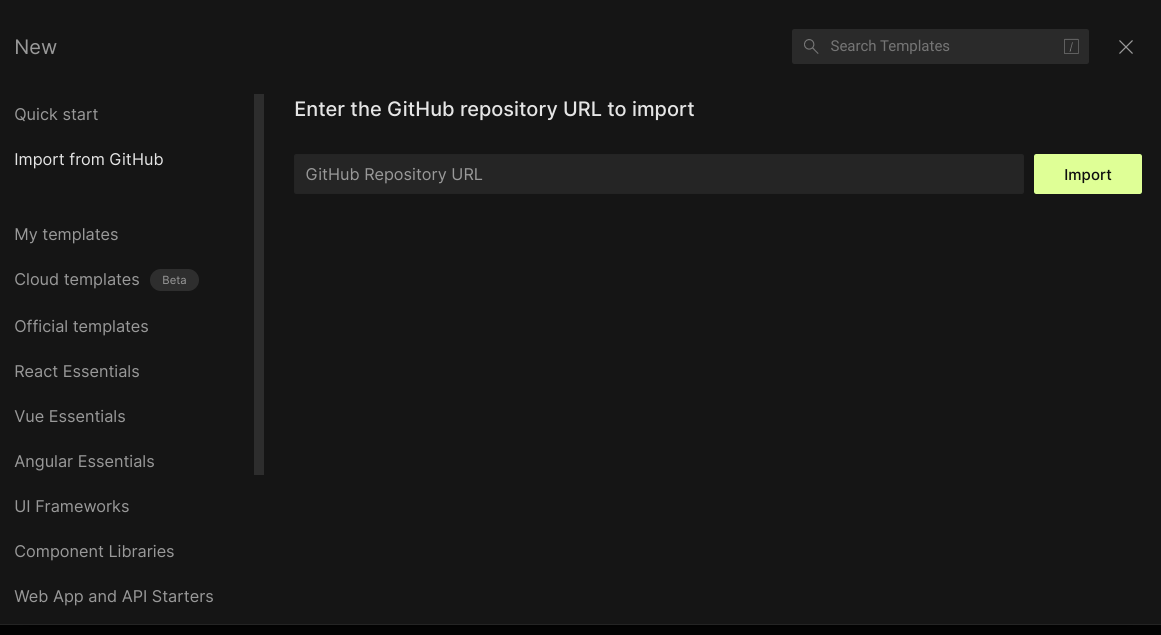 New
Search Templates /
Quick start
Import from GitHub
My templates
Cloud templates Beta
Official templates
React Essentials
Vue Essentials
Angular Essentials
UI Frameworks
Component Libraries
Web App and API Starters
Enter the GitHub repository URL to import
GitHub Repository URL
Import